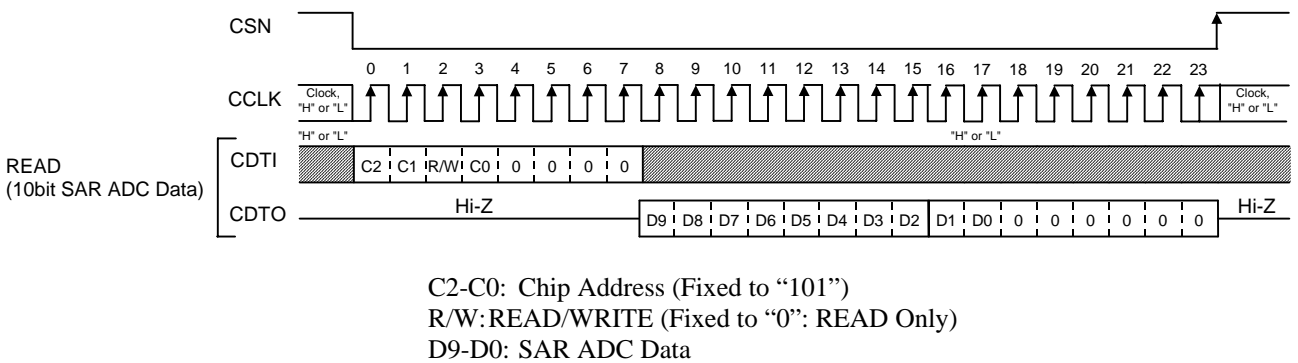 CSN
0 1 2 3 4 5 6 7 8 9 10 11 12 13 14 15 16 17 18 19 20 21 22 23
CCLK
Clock,
"H" or "L"
Clock,
"H" or "L"
"H" or "L"
"H" or "L"
READ
(10bit SAR ADC Data)
CDTI
C2 C1 R/W C0 0 0 0 0
CDTO
Hi-Z
D9 D8 D7 D6 D5 D4 D3 D2 D1 D0 0 0 0 0 0 0
Hi-Z
C2-C0: Chip Address (Fixed to “101”)
R/W: READ/WRITE (Fixed to “0”: READ Only)
D9-D0: SAR ADC Data